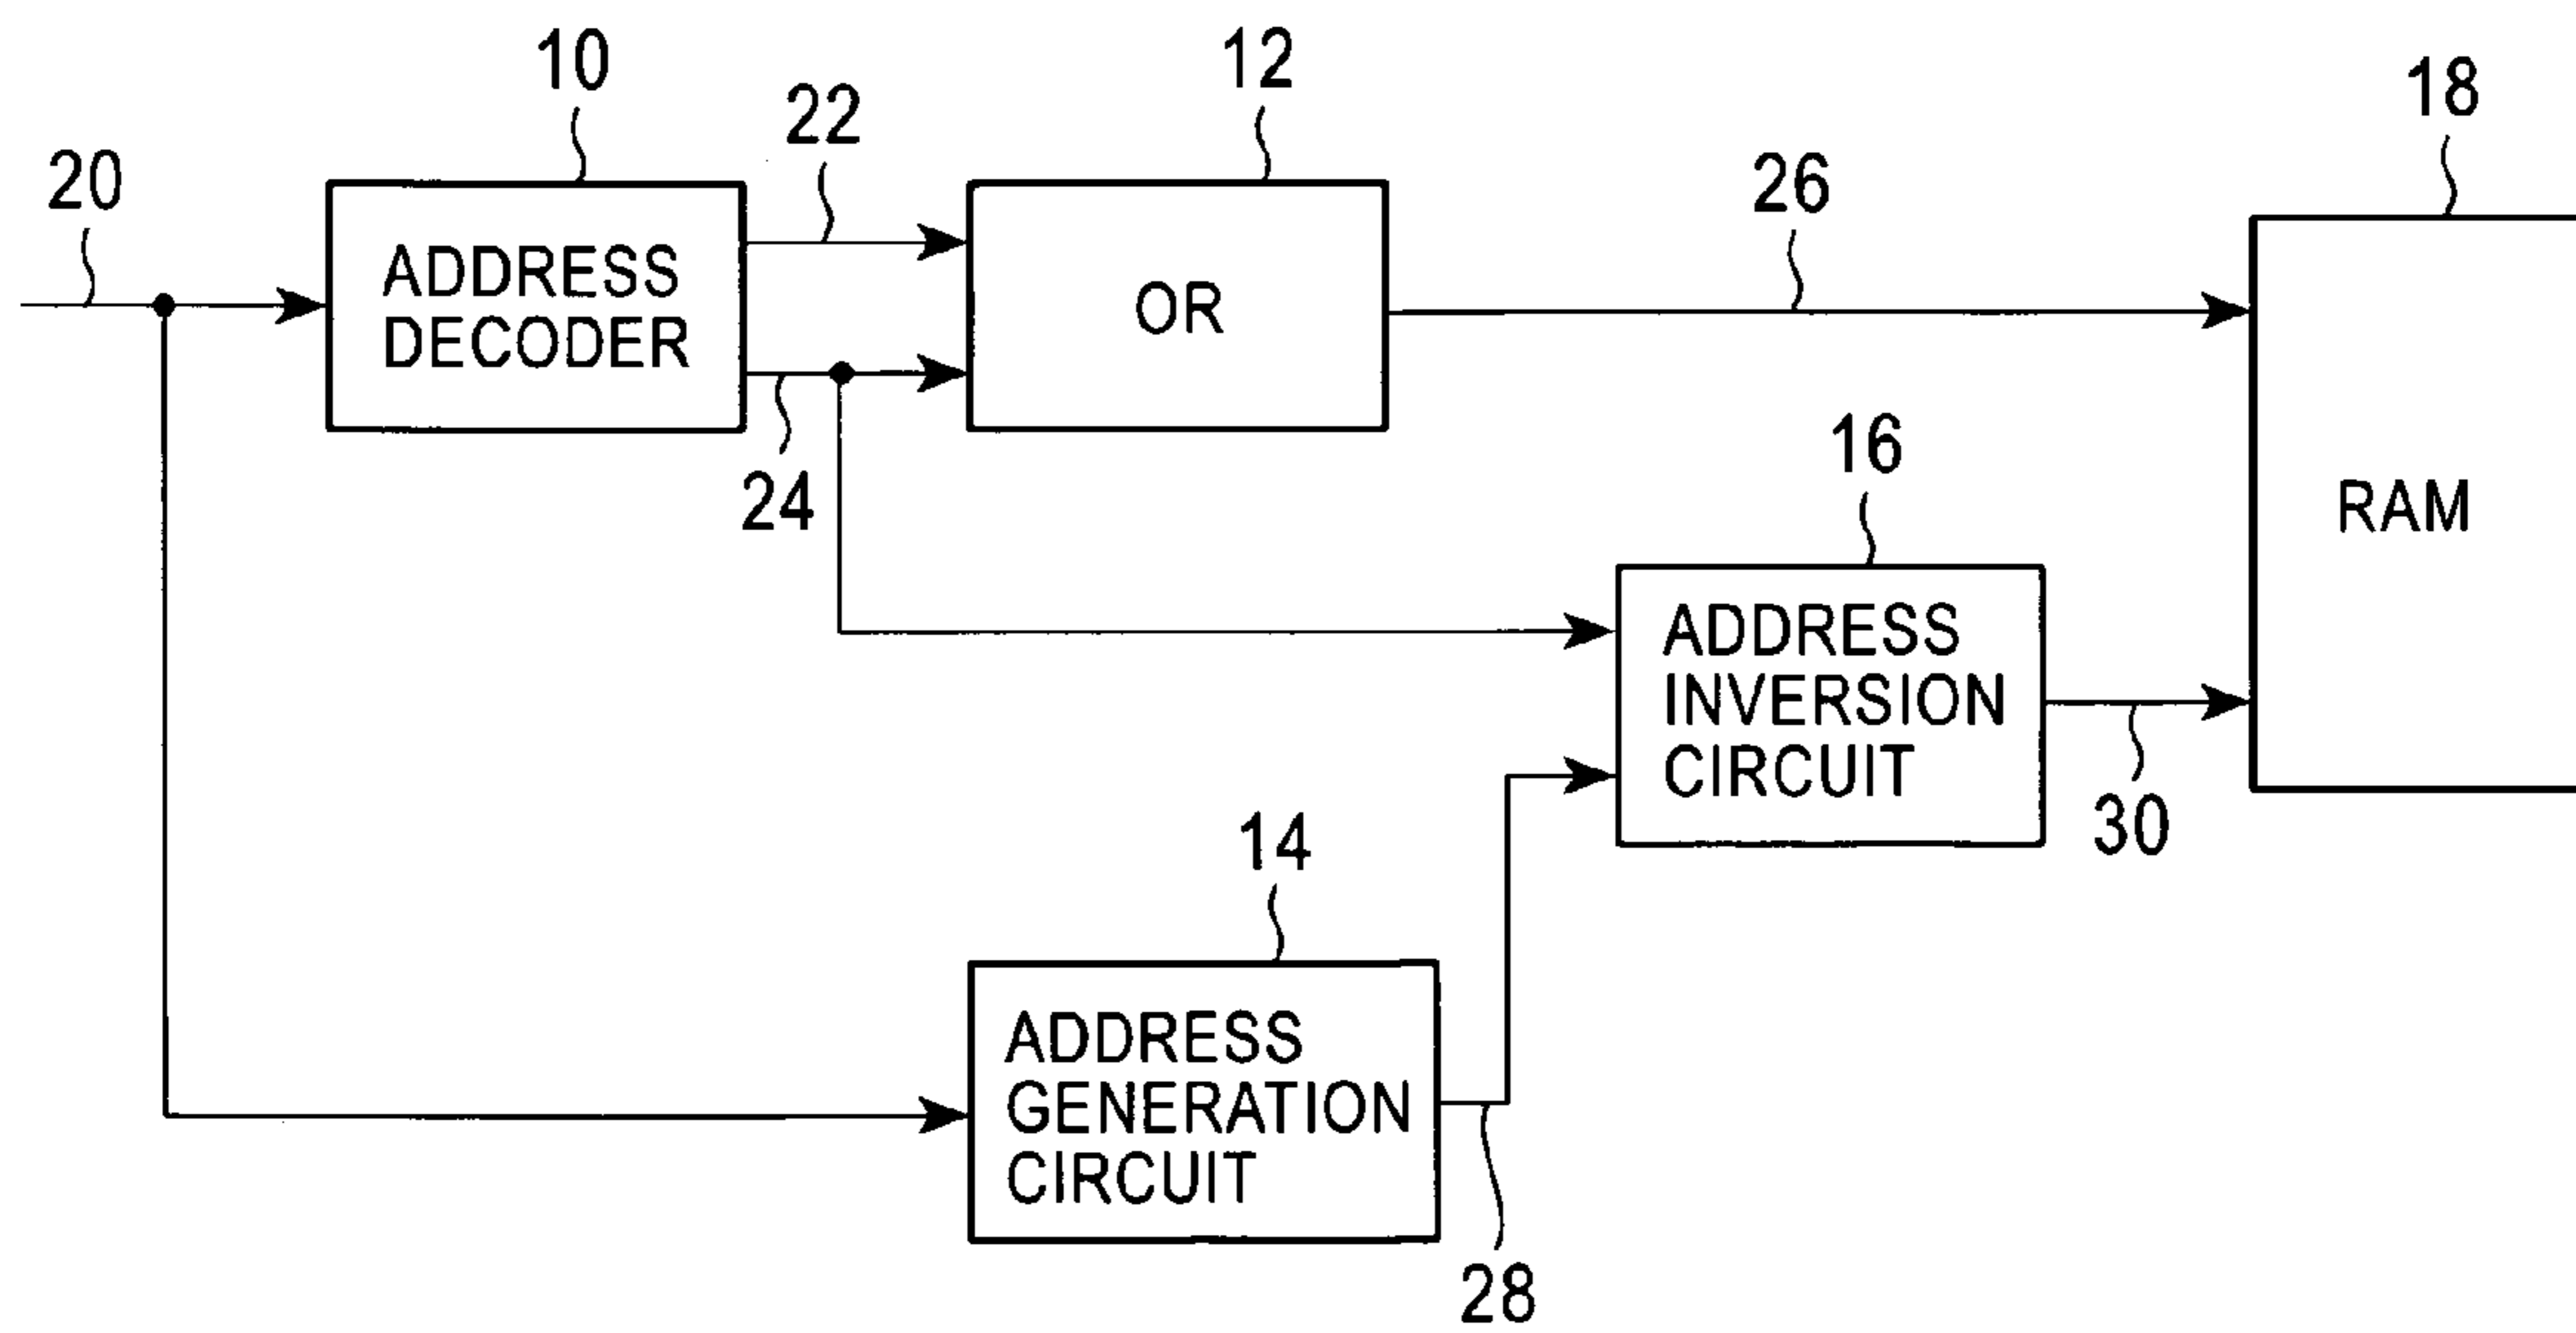 10
12
18
22
20
26
ADDRESS
DECODER
OR
24
16
RAM
ADDRESS
INVERSION
CIRCUIT
30
14
ADDRESS
GENERATION
CIRCUIT
28